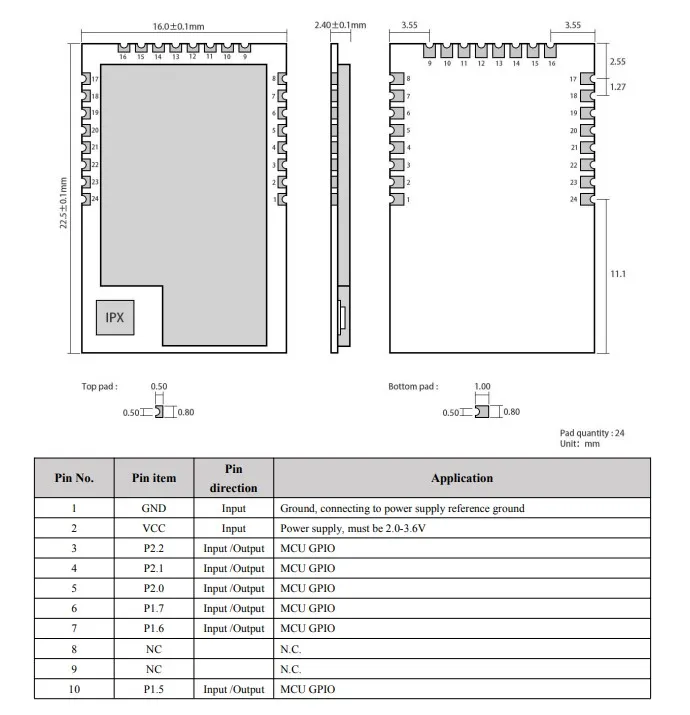 16.0±0.1mm
2.40±0.1mm
3.55
3.55
16 15 14 13 12 11 10 9
9 10 11 12 13 14 15 16
2.55
17 8
8 17
1.27
18 7
7 18
19 6
6 19
20 5
5 20
21 4
4 21
22 3
3 22
23 2
2 23
24 1
1 24
22.5±0.1mm
11.1
IPX
Top pad : 0.50
Bottom pad : 1.00
0.50 0.80
0.50 0.80
Pad quantity : 24
Unit: mm
Pin No. Pin item Pin direction Application
1 GND Input Ground, connecting to power supply reference ground
2 VCC Input Power supply, must be 2.0-3.6V
3 P2.2 Input /Output MCU GPIO
4 P2.1 Input /Output MCU GPIO
5 P2.0 Input /Output MCU GPIO
6 P1.7 Input /Output MCU GPIO
7 P1.6 Input /Output MCU GPIO
8 NC N.C.
9 NC N.C.
10 P1.5 Input /Output MCU GPIO